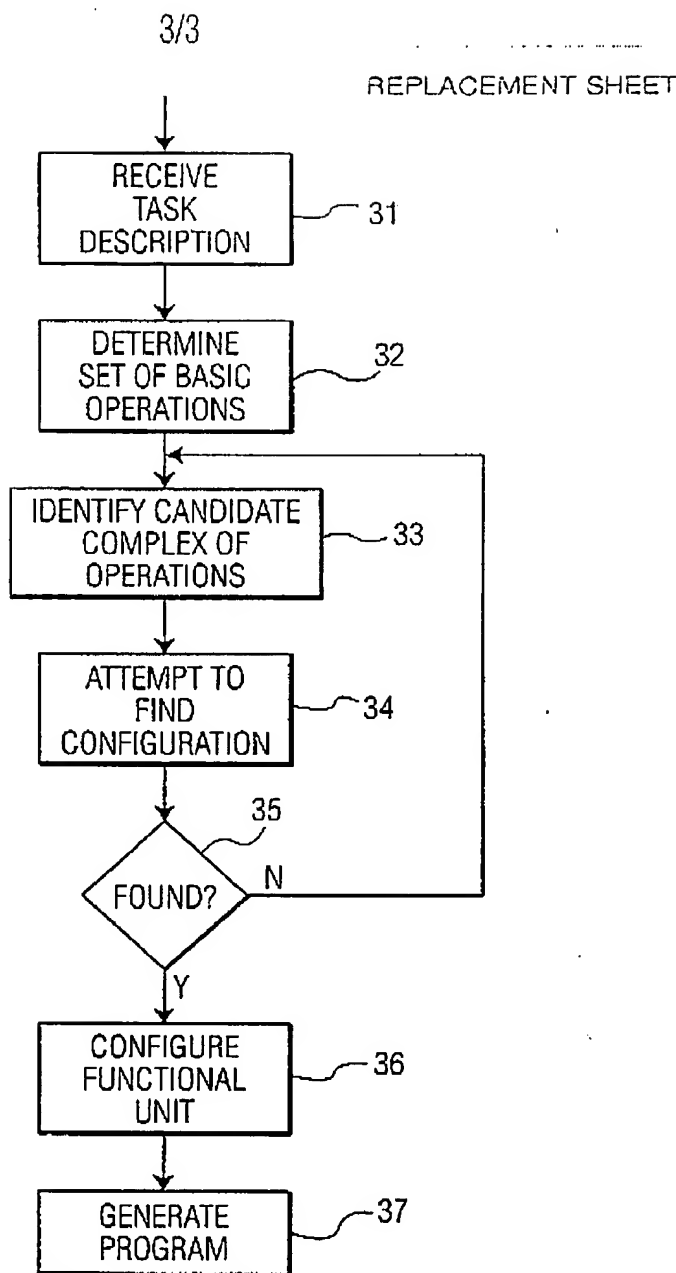 3/3
REPLACEMENT SHEET
RECEIVE
TASK
DESCRIPTION
31
DETERMINE
SET OF BASIC
OPERATIONS
32
IDENTIFY CANDIDATE
COMPLEX OF
OPERATIONS
33
ATTEMPT TO
FIND
CONFIGURATION
34
35
FOUND?
N
Y
CONFIGURE
FUNCTIONAL
UNIT
36
GENERATE
PROGRAM
37